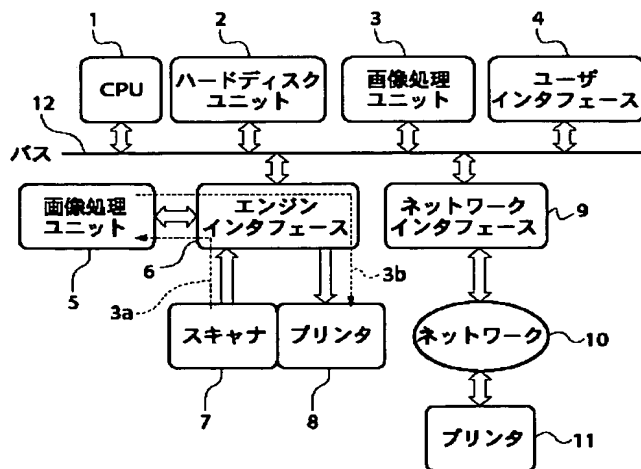 1
2
3
4
CPU
ハードディスク
ユニット
画像処理
ユニット
ユーザ
インタフェース
12
バス
画像処理
ユニット
エンジン
インタフェース
ネットワーク
インタフェース
9
5
6
3a
3b
スキャナ
プリンタ
ネットワーク
10
7
8
プリンタ
11